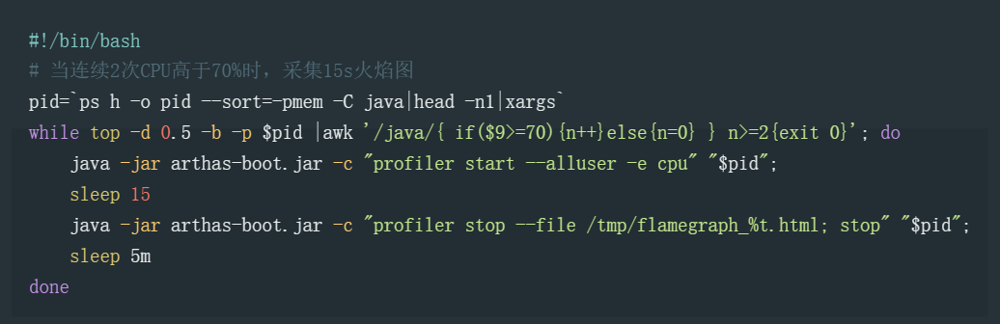 #!/bin/bash
# 当连续2次CPU高于70%时，采集15s火焰图
pid=`ps h -o pid --sort=-pmem -C java|head -n1|xargs`
while top -d 0.5 -b -p $pid |awk '/java/{ if($9>=70){n++}else{n=0} } n>=2{exit 0}'; do
    java -jar arthas-boot.jar -c "profiler start --alluser -e cpu" "$pid";
    sleep 15
    java -jar arthas-boot.jar -c "profiler stop --file /tmp/flamegraph_%t.html; stop" "$pid";
    sleep 5m
done